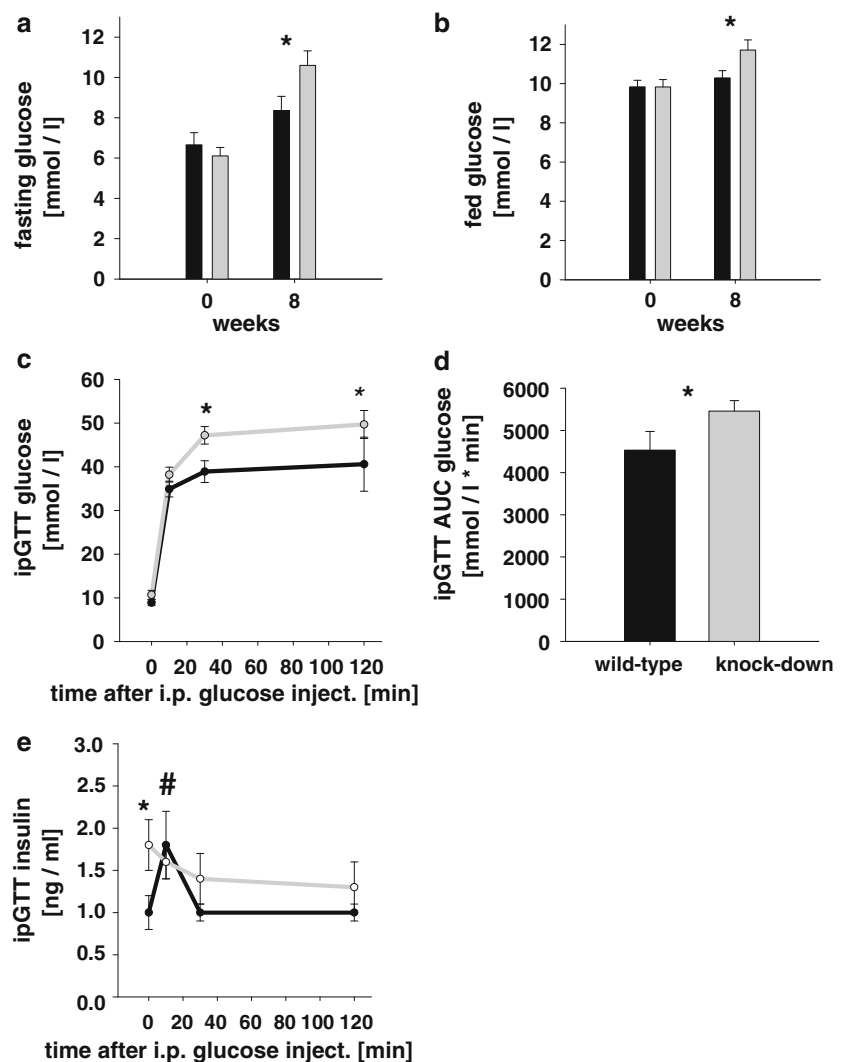 a
fasting glucose
[mmol / l]
12
10
8
6
4
2
0
*
0
8
weeks
b
fed glucose
[mmol / l]
12
10
8
6
4
2
0
*
0
8
weeks
c
ipGTT glucose
[mmol / l]
60
50
40
30
20
10
0
*
*
0 20 40 60 80 100 120
time after i.p. glucose inject. [min]
d
ipGTT AUC glucose
[mmol / l * min]
6000
5000
4000
3000
2000
1000
0
*
wild-type knock-down
e
ipGTT insulin
[ng / ml]
3.0
2.5
2.0
1.5
1.0
0.5
0.0
*
#
0 20 40 60 80 100 120
time after i.p. glucose inject. [min]